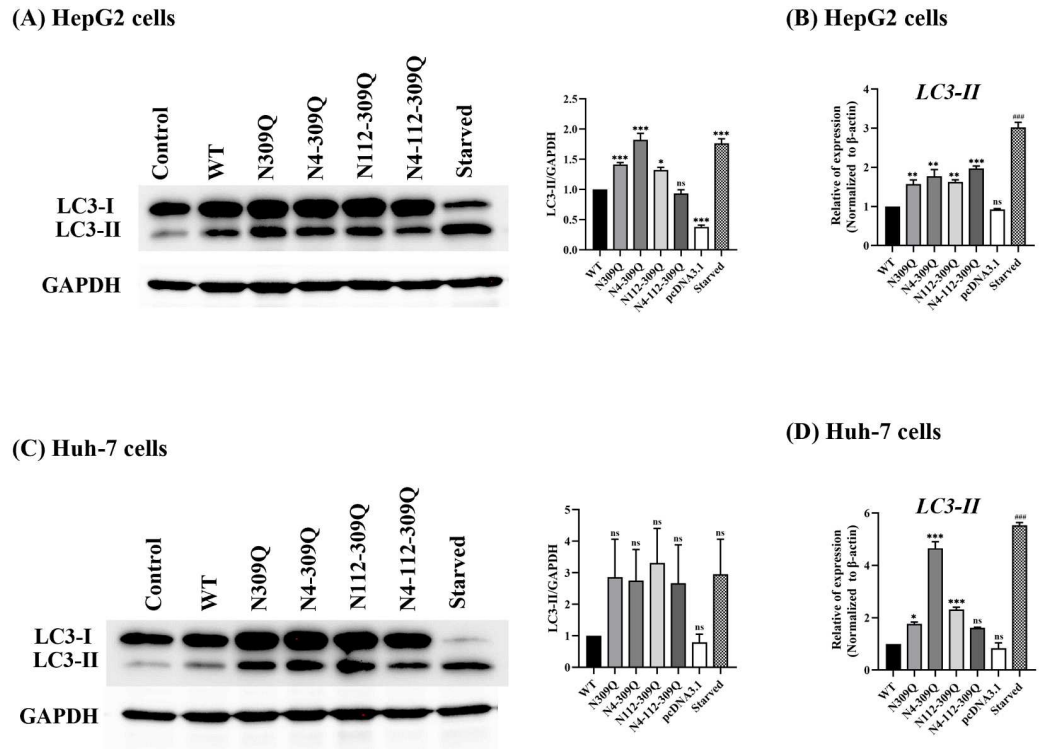 (A) HepG2 cells
Control
WT
N309Q
N4-309Q
N112-309Q
N4-112-309Q
Starved
LC3-I
LC3-II
GAPDH
LC3-II/GAPDH
2.5
2.0
1.5
1.0
0.5
0.0
***
***
*
ns
***
***
WT
N309Q
N4-309Q
N112-309Q
N4-112-309Q
pcDNA3.1
Starved
(B) HepG2 cells
LC3-II
Relative of expression
(Normalized to β-actin)
4
3
2
1
0
**
**
**
***
ns
###
WT
N309Q
N4-309Q
N112-309Q
N4-112-309Q
pcDNA3.1
Starved
(C) Huh-7 cells
Control
WT
N309Q
N4-309Q
N112-309Q
N4-112-309Q
Starved
LC3-I
LC3-II
GAPDH
LC3-II/GAPDH
5
4
3
2
1
0
ns
ns
ns
ns
ns
ns
WT
N309Q
N4-309Q
N112-309Q
N4-112-309Q
pcDNA3.1
Starved
(D) Huh-7 cells
LC3-II
Relative of expression
(Normalized to β-actin)
6
4
2
0
*
***
***
ns
ns
###
WT
N309Q
N4-309Q
N112-309Q
N4-112-309Q
pcDNA3.1
Starved